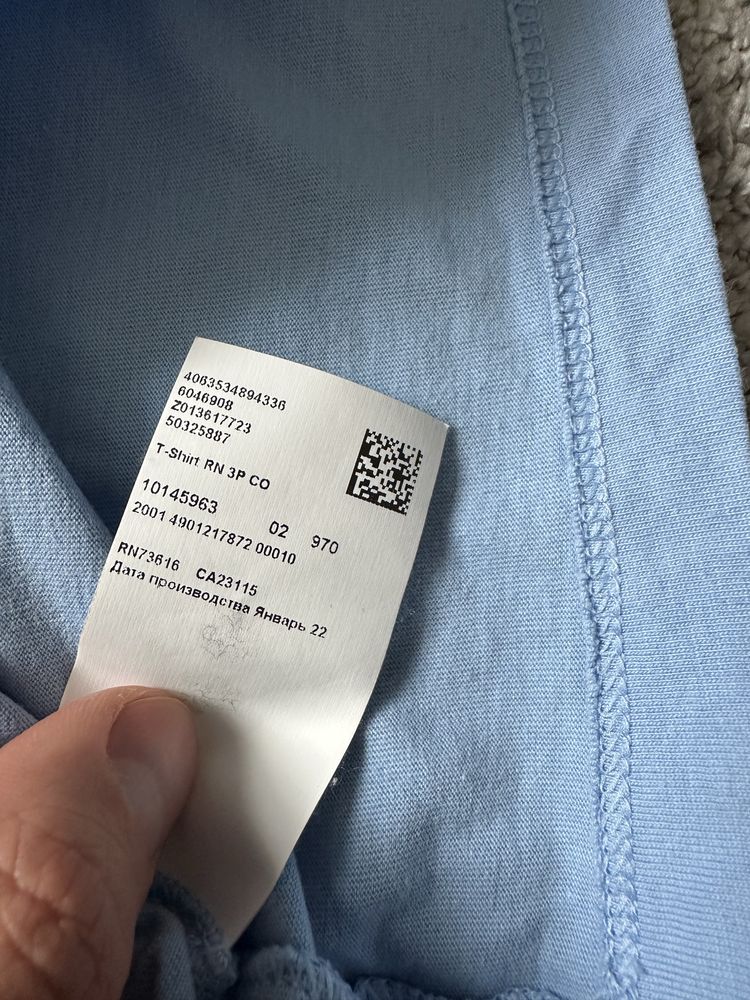 4063534894336
6046908
Z013617723
50325887
T-Shirt RN 3P CO
10145963 02 970
2001 4901217872 00010
RN73616 CA23115
Дата производства Январь 22